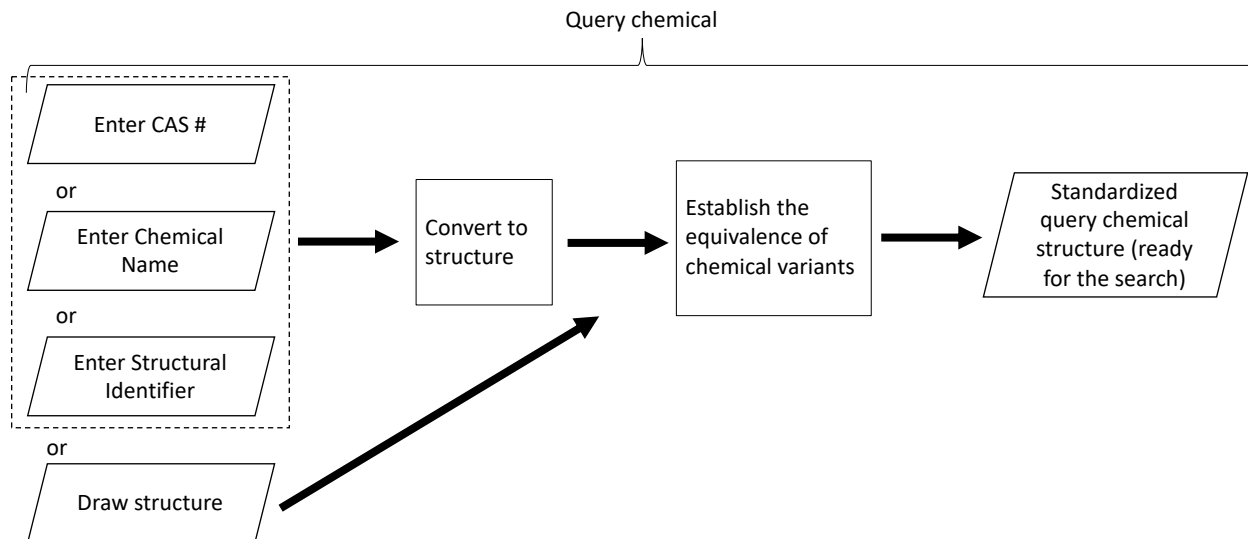 Query chemical
Enter CAS #
or
Enter Chemical
Name
or
Enter Structural
Identifier
or
Draw structure
Convert to
structure
Establish the
equivalence of
chemical variants
Standardized
query chemical
structure (ready
for the search)